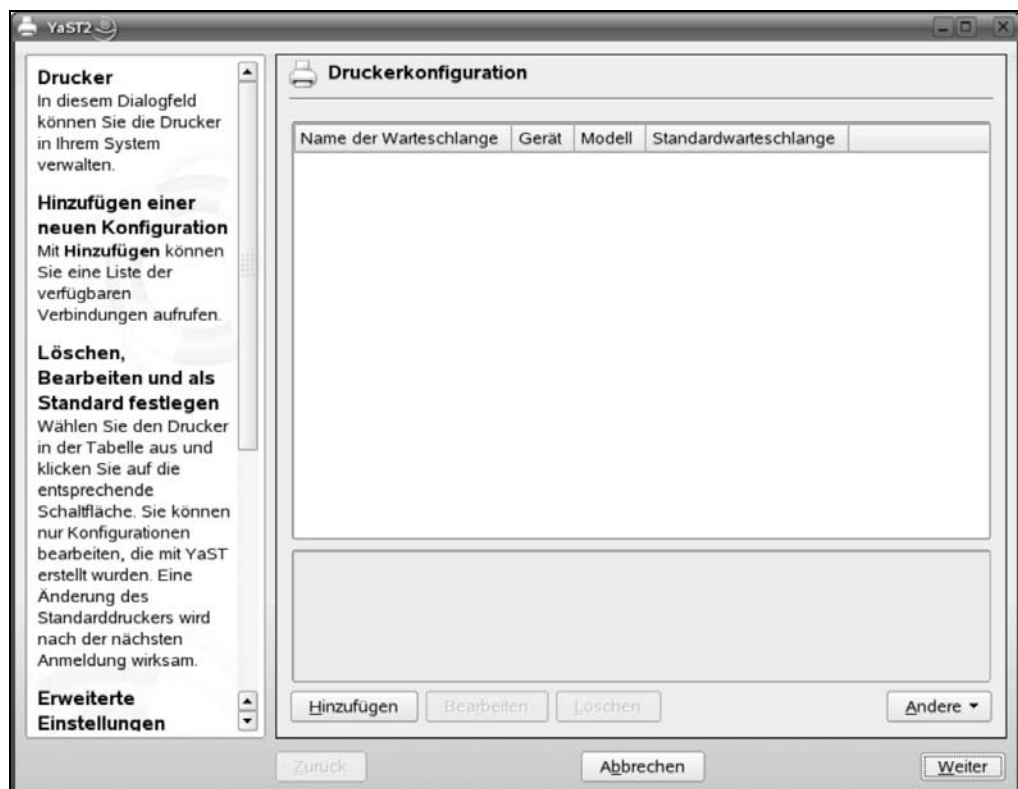 YaST2
Drucker
In diesem Dialogfeld
können Sie die Drucker
in Ihrem System
verwalten.
Hinzufügen einer
neuen Konfiguration
Mit Hinzufügen können
Sie eine Liste der
verfügbaren
Verbindungen aufrufen.
Löschen,
Bearbeiten und als
Standard festlegen
Wählen Sie den Drucker
in der Tabelle aus und
klicken Sie auf die
entsprechende
Schaltfläche. Sie können
nur Konfigurationen
bearbeiten, die mit YaST
erstellt wurden. Eine
Änderung des
Standarddruckers wird
nach der nächsten
Anmeldung wirksam.
Erweiterte
Einstellungen
Druckerkonfiguration
Name der Warteschlange Gerät Modell Standardwarteschlange
Hinzufügen Bearbeiten Löschen Andere
Zurück Abbrechen Weiter